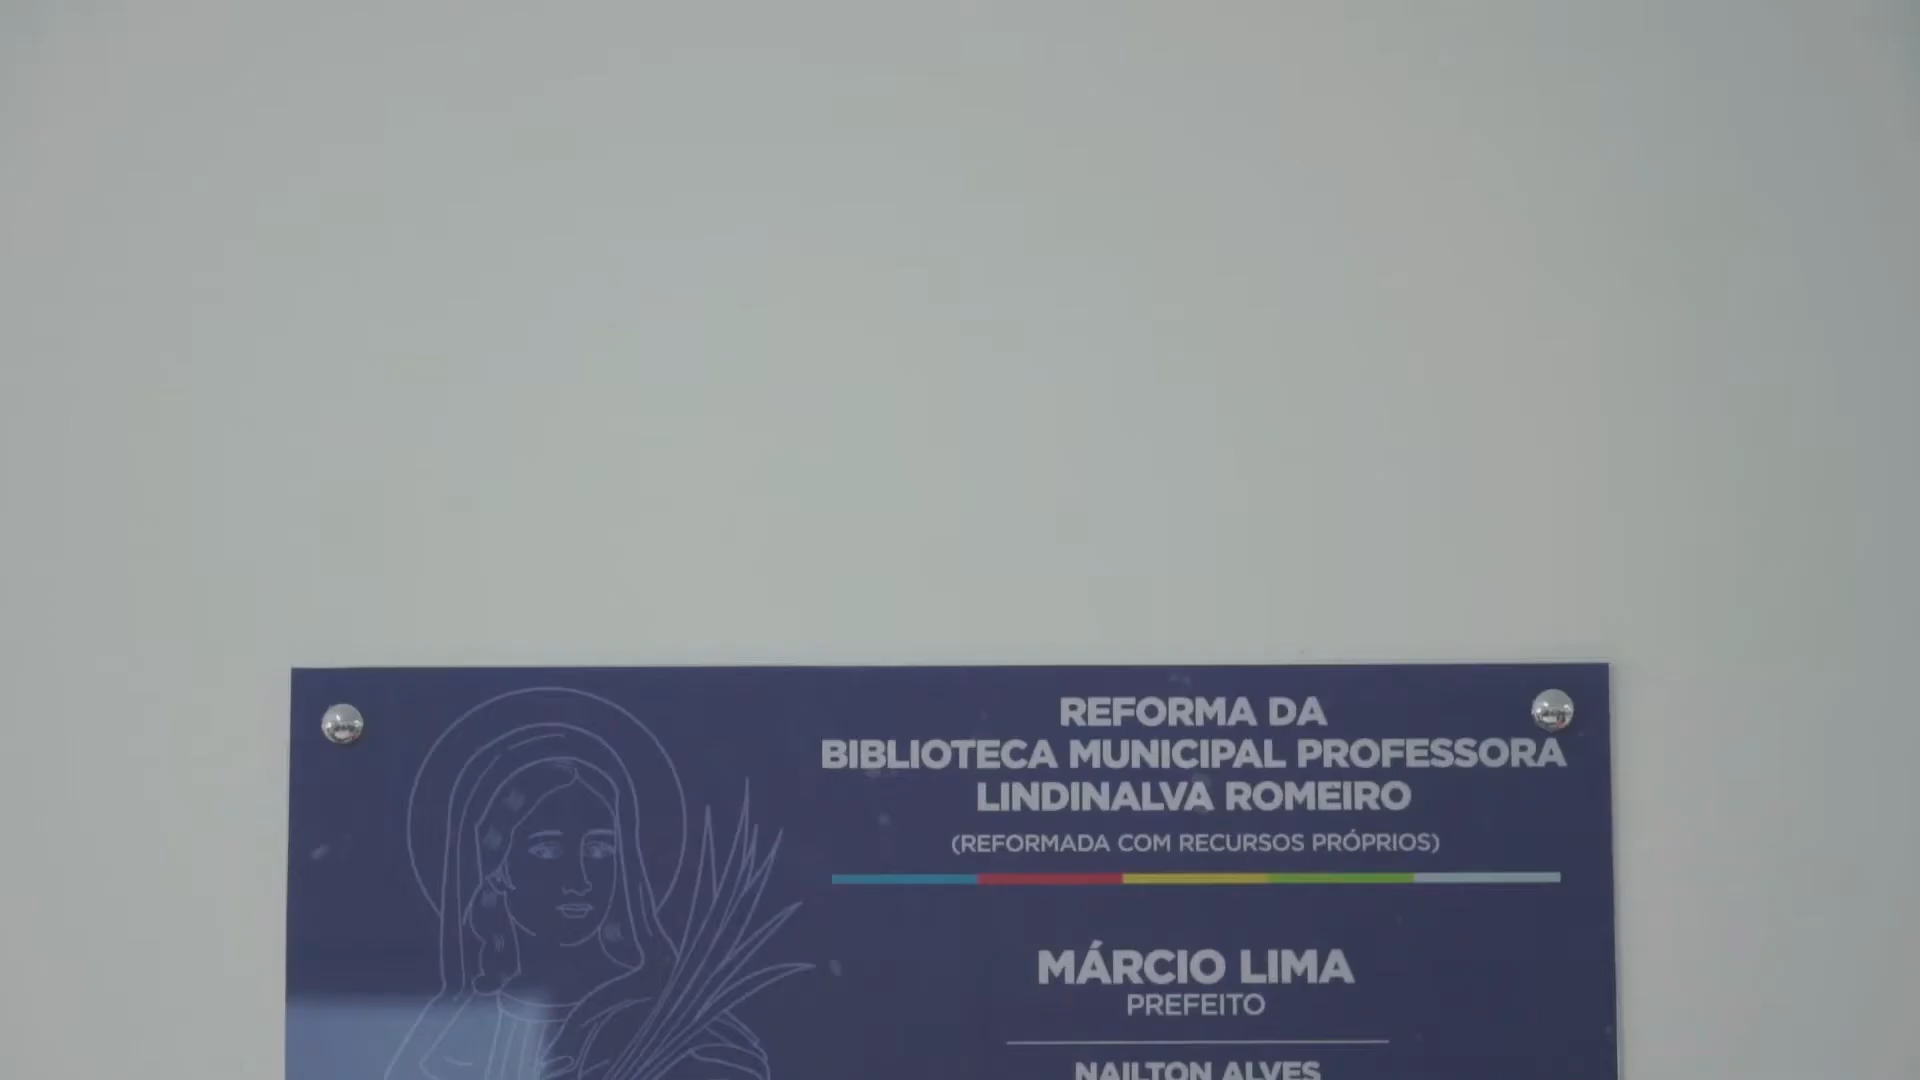 REFORMA DA
BIBLIOTECA MUNICIPAL PROFESSORA
LINDINALVA ROMEIRO
(REFORMADA COM RECURSOS PRÓPRIOS)
MÁRCIO LIMA
PREFEITO
NAILTON ALVES